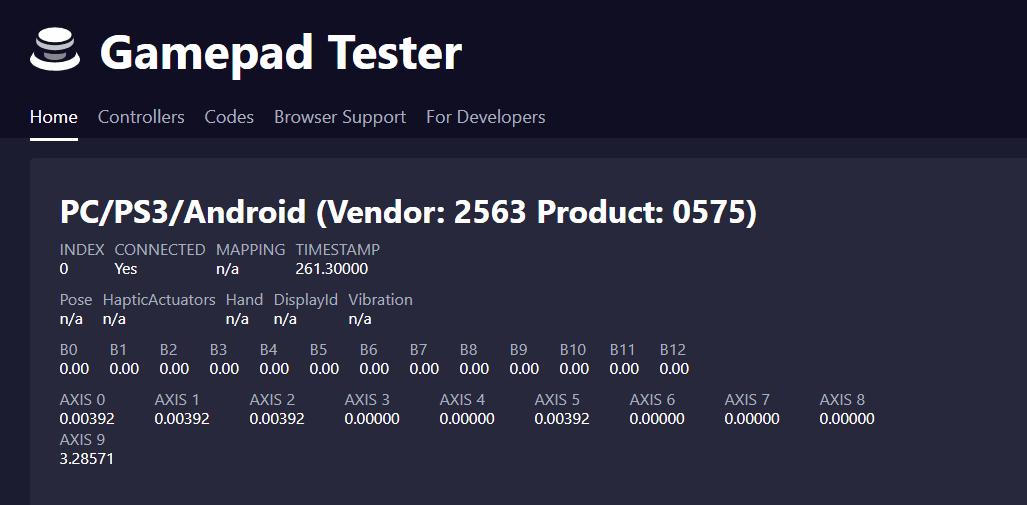 Gamepad Tester
Home Controllers Codes Browser Support For Developers
PC/PS3/Android (Vendor: 2563 Product: 0575)
INDEX CONNECTED MAPPING TIMESTAMP
0 Yes n/a 261.30000
Pose HapticActuators Hand DisplayId Vibration
n/a n/a n/a n/a n/a
B0 B1 B2 B3 B4 B5 B6 B7 B8 B9 B10 B11 B12
0.00 0.00 0.00 0.00 0.00 0.00 0.00 0.00 0.00 0.00 0.00 0.00 0.00
AXIS 0 AXIS 1 AXIS 2 AXIS 3 AXIS 4 AXIS 5 AXIS 6 AXIS 7 AXIS 8
0.00392 0.00392 0.00392 0.00000 0.00000 0.00392 0.00000 0.00000 0.00000
AXIS 9
3.28571